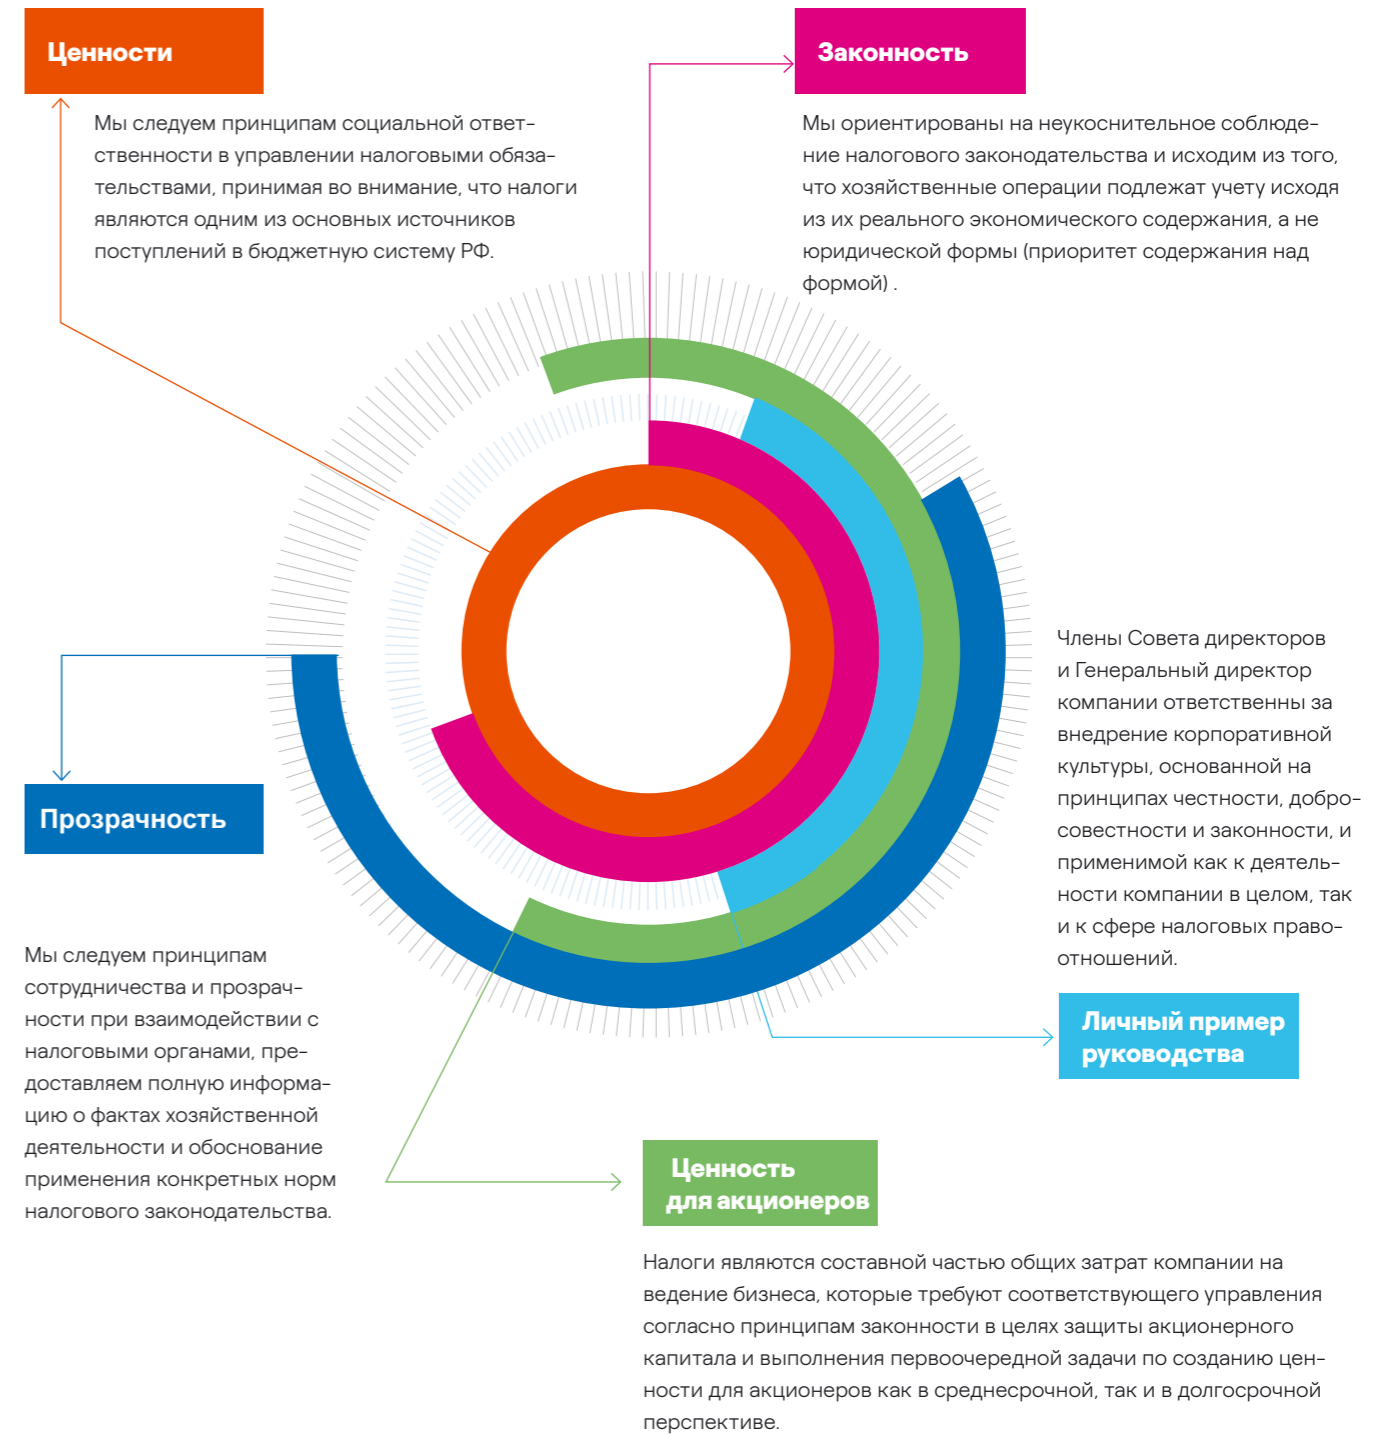 Ценности
Мы следуем принципам социальной ответ-
ственности в управлении налоговыми обяза-
тельствами, принимая во внимание, что налоги
являются одним из основных источников
поступлений в бюджетную систему РФ.
Законность
Мы ориентированы на неукоснительное соблюде-
ние налогового законодательства и исходим из того,
что хозяйственные операции подлежат учету исходя
из их реального экономического содержания, а не
юридической формы (приоритет содержания над
формой) .
Члены Совета директоров
и Генеральный директор
компании ответственны за
внедрение корпоративной
культуры, основанной на
принципах честности, добро-
совестности и законности, и
применимой как к деятель-
ности компании в целом, так
и к сфере налоговых право-
отношений.
Личный пример
руководства
Прозрачность
Мы следуем принципам
сотрудничества и прозрач-
ности при взаимодействии с
налоговыми органами, пре-
доставляем полную информа-
цию о фактах хозяйственной
деятельности и обоснование
применения конкретных норм
налогового законодательства.
Ценность
для акционеров
Налоги являются составной частью общих затрат компании на
ведение бизнеса, которые требуют соответствующего управления
согласно принципам законности в целях защиты акционерного
капитала и выполнения первоочередной задачи по созданию цен-
ности для акционеров как в среднесрочной, так и в долгосрочной
перспективе.